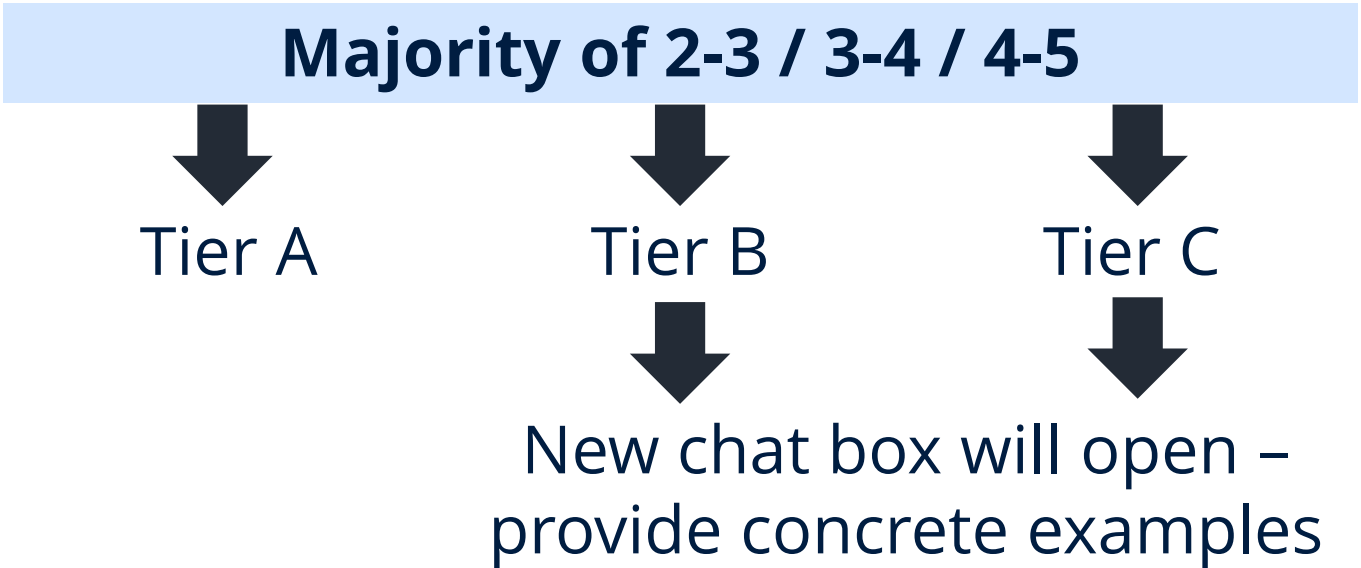 Majority of 2-3 / 3-4 / 4-5
Tier A
Tier B
Tier C
New chat box will open –
provide concrete examples